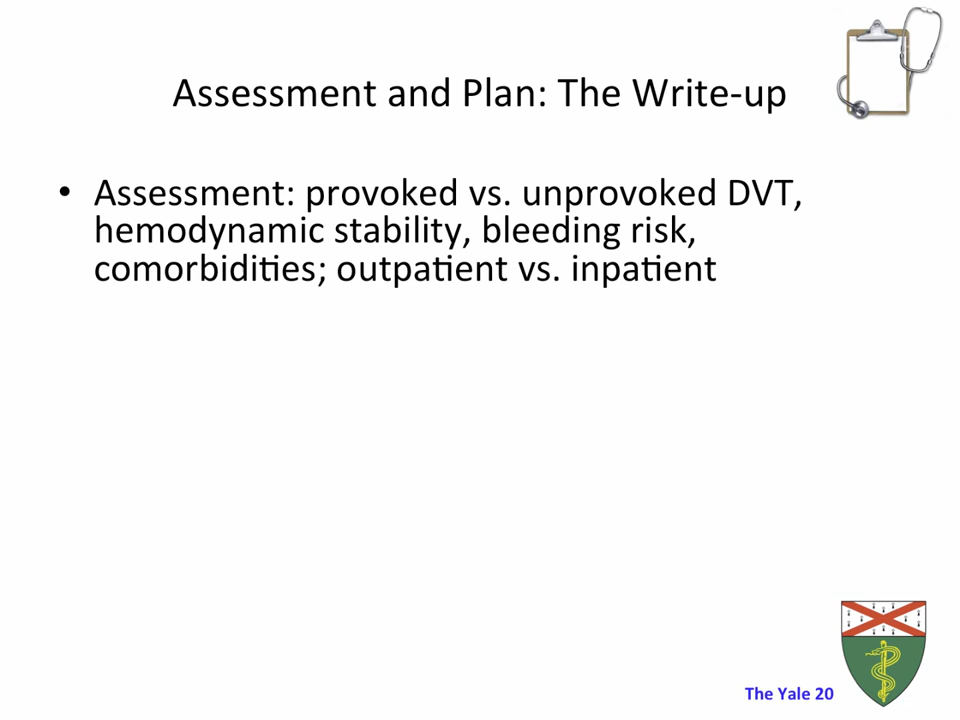 Assessment and Plan: The Write-up
• Assessment: provoked vs. unprovoked DVT,
hemodynamic stability, bleeding risk,
comorbidities; outpatient vs. inpatient
The Yale 20